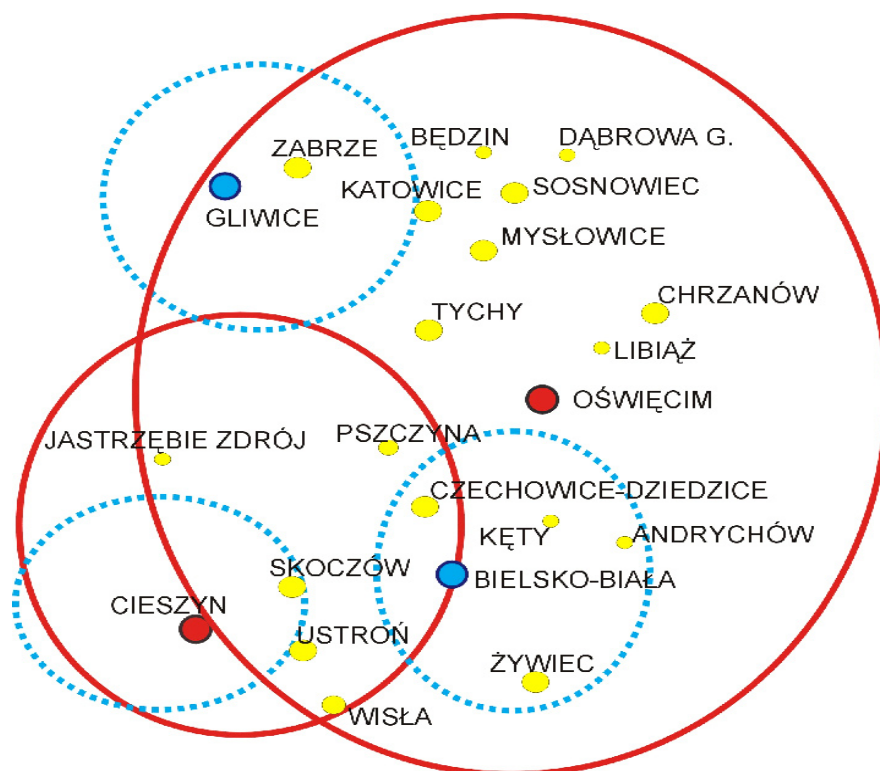 BĘDZIN
DĄBROWA G.
ZABRZE
KATOWICE
SOSNOWIEC
GLIWICE
MYSŁOWICE
CHRZANÓW
TYCHY
LIBIĄŻ
OŚWIĘCIM
JASTRZĘBIE ZDRÓJ
PSZCZYNA
CZECHOWICE-DZIEDZICE
KĘTY
ANDRYCHÓW
SKOCZÓW
BIELSKO-BIAŁA
CIESZYN
USTROŃ
ŻYWIEC
WISŁA